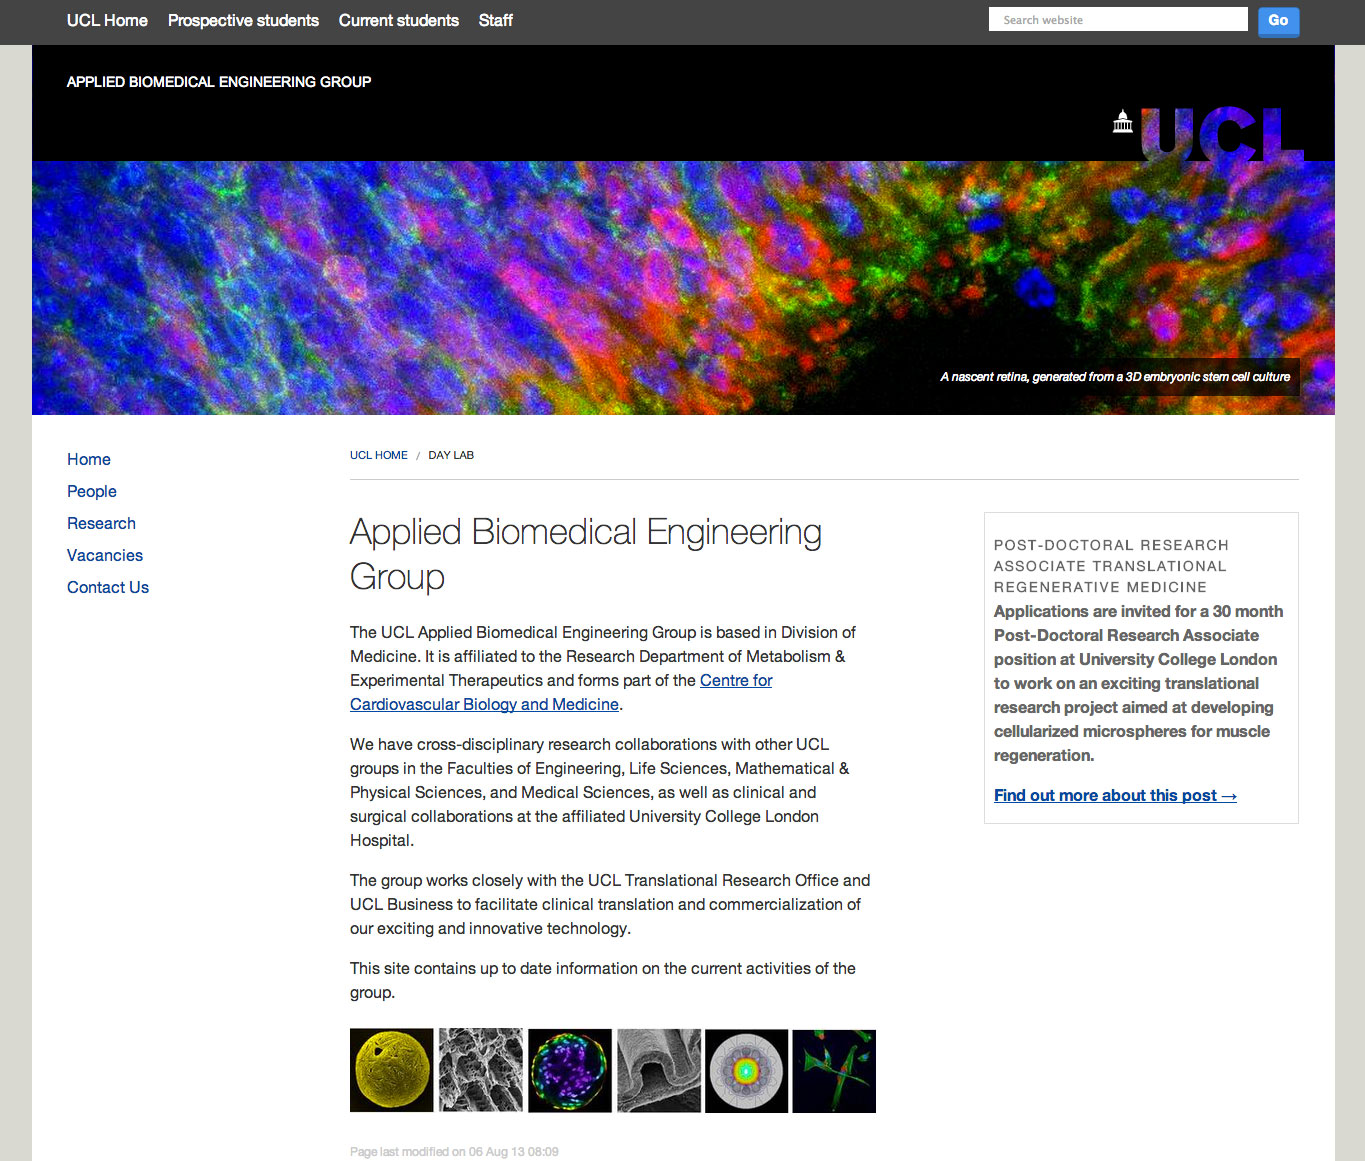 UCL Home Prospective students Current students Staff
Search website Go
APPLIED BIOMEDICAL ENGINEERING GROUP
UCL
A nascent retina, generated from a 3D embryonic stem cell culture
Home
People
Research
Vacancies
Contact Us
UCL HOME / DAY LAB
Applied Biomedical Engineering
Group
The UCL Applied Biomedical Engineering Group is based in Division of
Medicine. It is affiliated to the Research Department of Metabolism &
Experimental Therapeutics and forms part of the Centre for
Cardiovascular Biology and Medicine.
We have cross-disciplinary research collaborations with other UCL
groups in the Faculties of Engineering, Life Sciences, Mathematical &
Physical Sciences, and Medical Sciences, as well as clinical and
surgical collaborations at the affiliated University College London
Hospital.
The group works closely with the UCL Translational Research Office and
UCL Business to facilitate clinical translation and commercialization of
our exciting and innovative technology.
This site contains up to date information on the current activities of the
group.
Page last modified on 06 Aug 13 08:09
POST-DOCTORAL RESEARCH
ASSOCIATE TRANSLATIONAL
REGENERATIVE MEDICINE
Applications are invited for a 30 month
Post-Doctoral Research Associate
position at University College London
to work on an exciting translational
research project aimed at developing
cellularized microspheres for muscle
regeneration.
Find out more about this post →